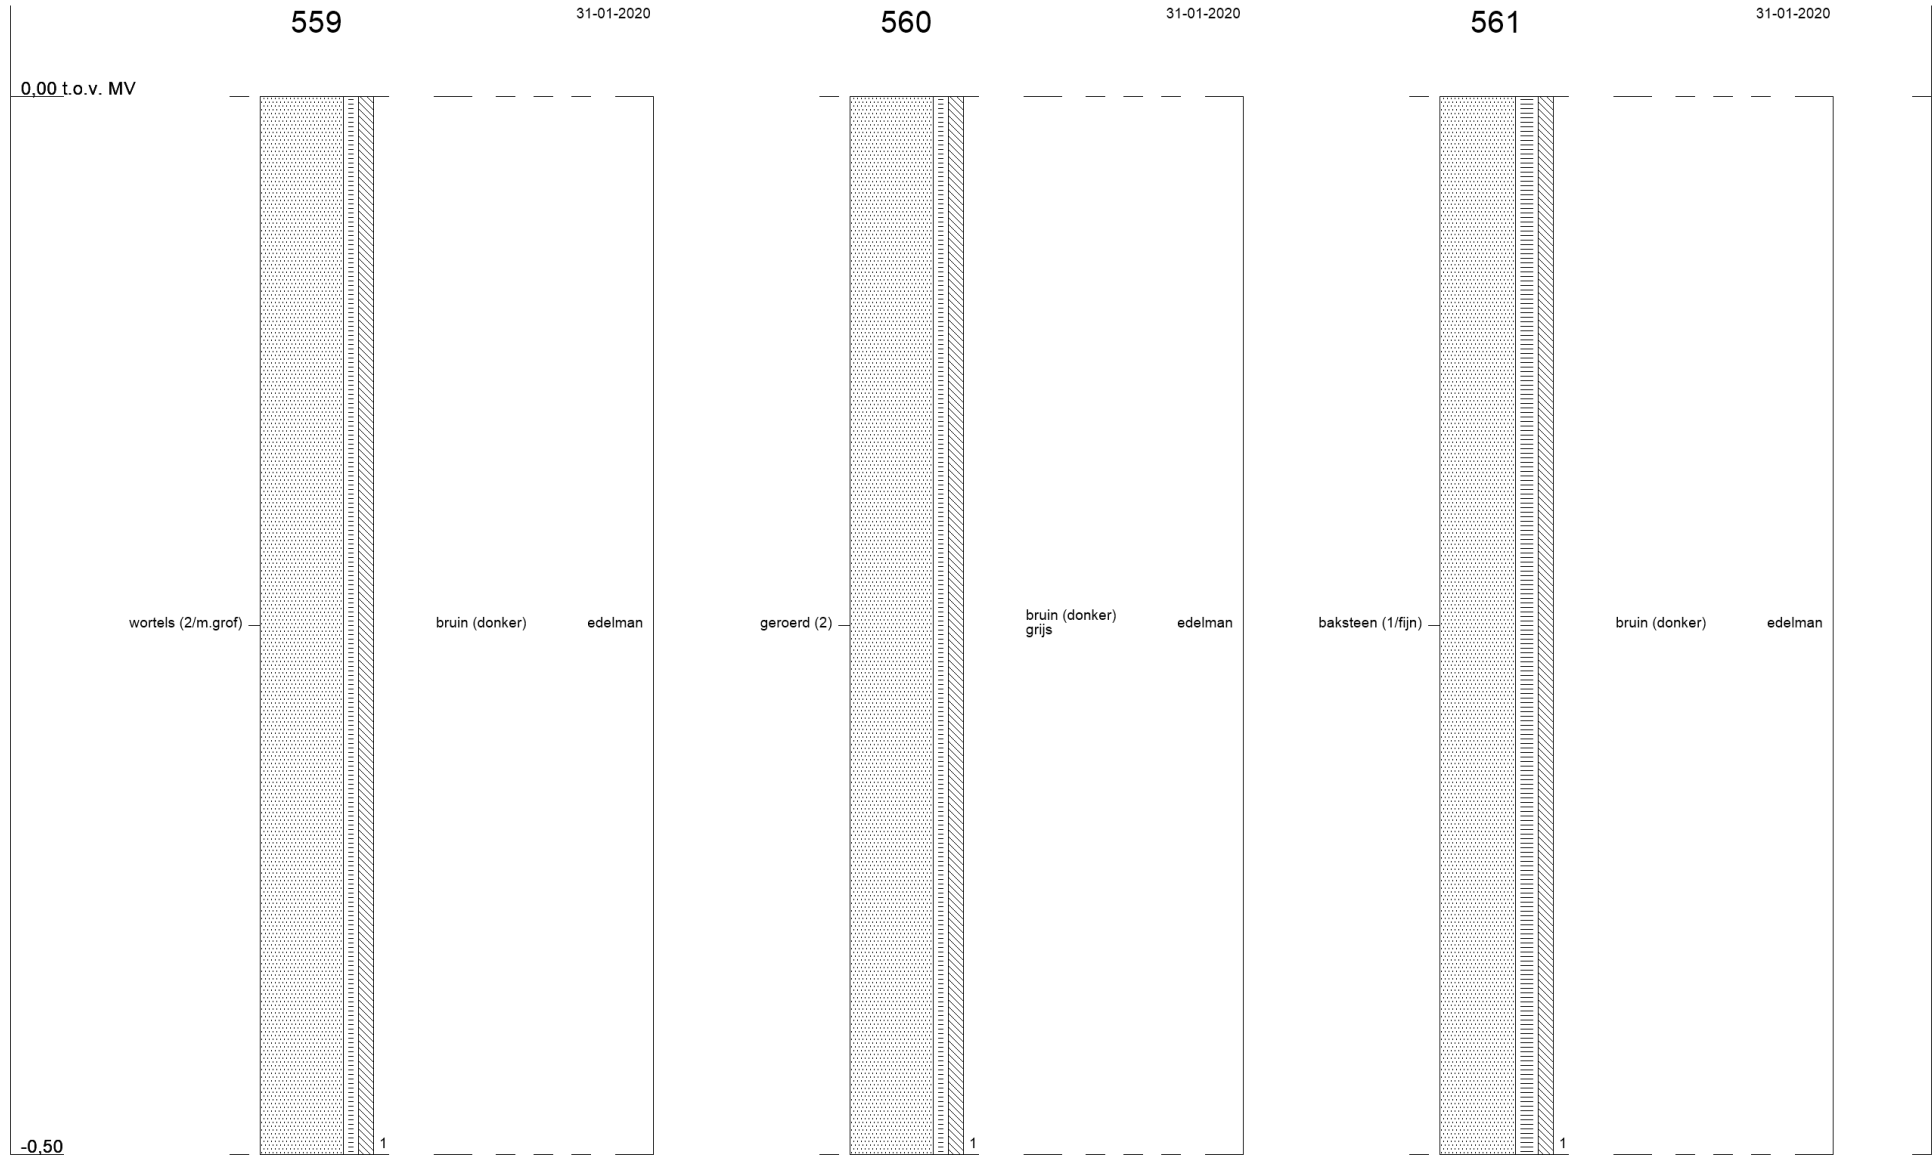 559
31-01-2020
560
31-01-2020
561
31-01-2020
0,00 t.o.v. MV
wortels (2/m.grof)
bruin (donker)
edelman
geroerd (2)
bruin (donker)
grijs
edelman
baksteen (1/fijn)
bruin (donker)
edelman
-0,50
1
1
1